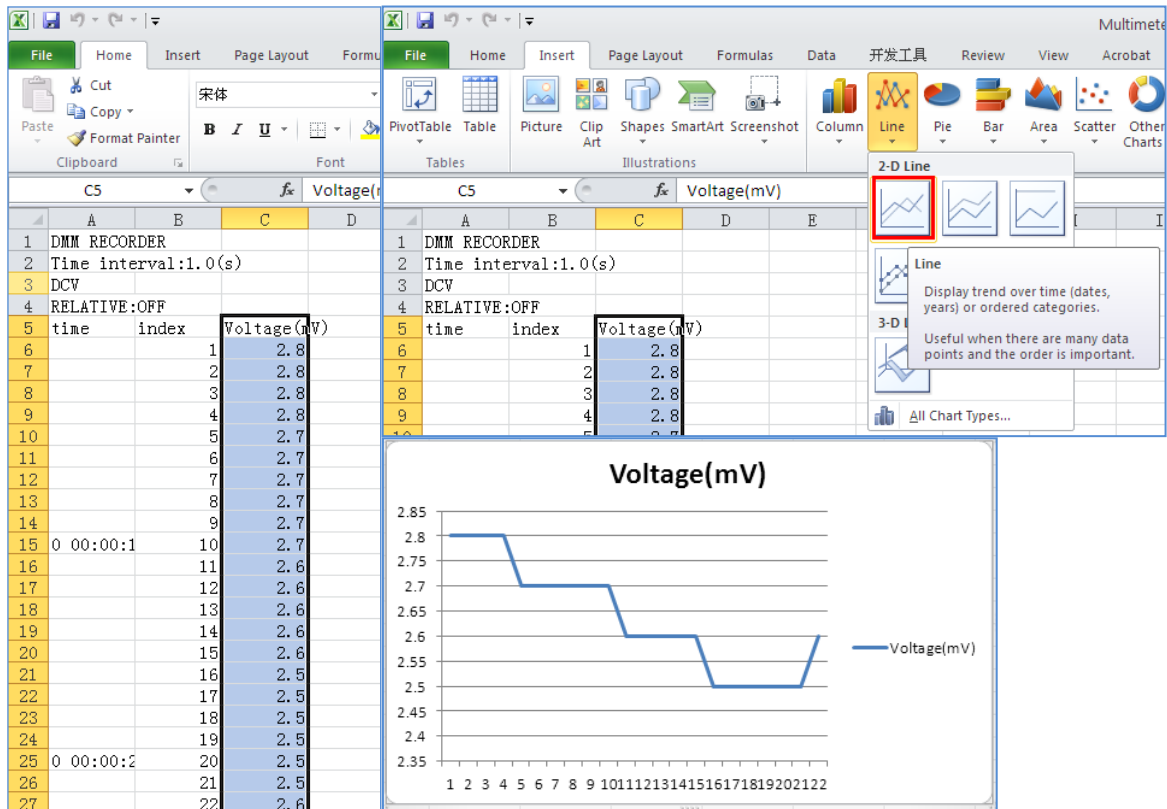 File Home Insert Page Layout Formu
Cut
Copy
Format Painter
Paste
宋体
B I U
Clipboard Font
C5 fx Voltage(m
A B C D
1 DMM RECORDER
2 Time interval:1.0(s)
3 DCV
4 RELATIVE:OFF
5 time index Voltage(mV)
6 1 2.8
7 2 2.8
8 3 2.8
9 4 2.8
10 5 2.7
11 6 2.7
12 7 2.7
13 8 2.7
14 9 2.7
15 0 00:00:1 10 2.7
16 11 2.6
17 12 2.6
18 13 2.6
19 14 2.6
20 15 2.6
21 16 2.5
22 17 2.5
23 18 2.5
24 19 2.5
25 0 00:00:2 20 2.5
26 21 2.5
27 22 2.6
Multimete
File Home Insert Page Layout Formulas Data 开发工具 Review View Acrobat
PivotTable Table Picture Clip Art Shapes SmartArt Screenshot Column Line Pie Bar Area Scatter Other Charts
Tables Illustrations
C5 fx Voltage(mV)
A B C D E I
1 DMM RECORDER
2 Time interval:1.0(s)
3 DCV
4 RELATIVE:OFF
5 time index Voltage(mV)
6 1 2.8
7 2 2.8
8 3 2.8
9 4 2.8
10 5 2.7
2-D Line
Line
Display trend over time (dates,
years) or ordered categories.
Useful when there are many data
points and the order is important.
3-D L
All Chart Types...
Voltage(mV)
2.85
2.8
2.75
2.7
2.65
2.6
2.55
2.5
2.45
2.4
2.35
1 2 3 4 5 6 7 8 9 10111213141516171819202122
Voltage(mV)